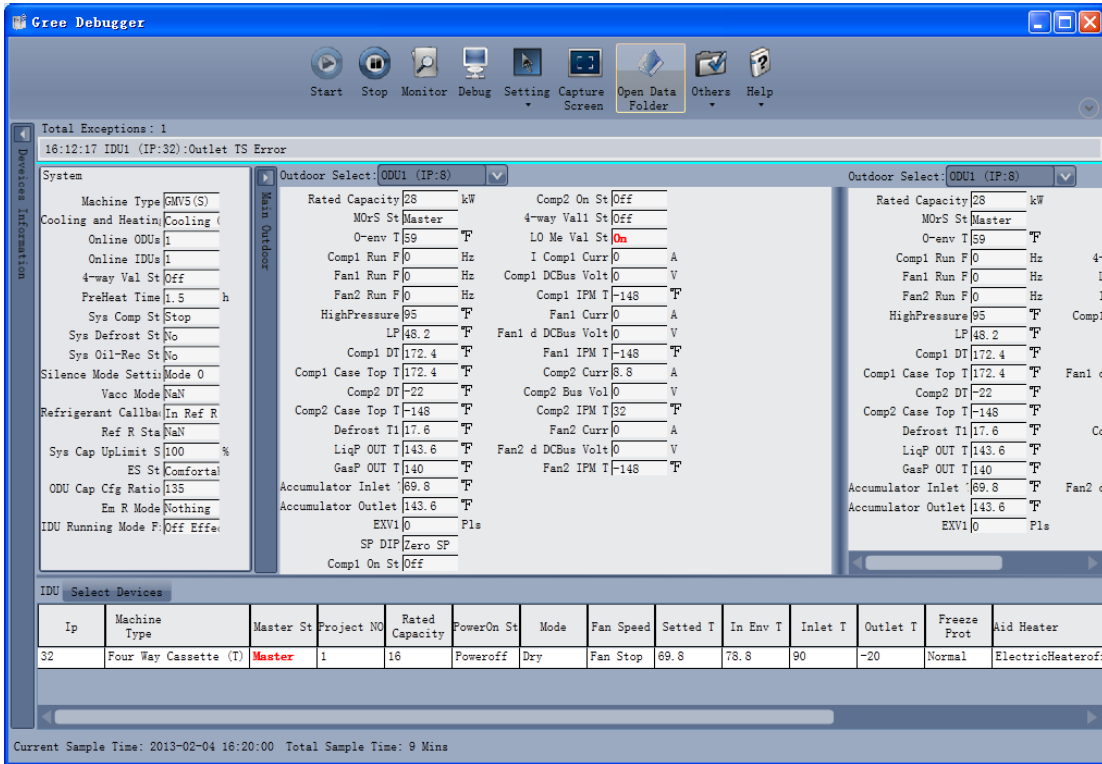 Gree Debugger
Start Stop Monitor Debug Setting Capture Screen Open Data Folder Others Help
Total Exceptions: 1
16:12:17 IDU1 (IP:32):Outlet TS Error
Deveices Information
System
Machine Type GMV5(S)
Cooling and Heatin Cooling
Online ODUs 1
Online IDUs 1
4-way Val St Off
PreHeat Time 1.5 h
Sys Comp St Stop
Sys Defrost St No
Sys Oil-Rec St No
Silence Mode Setti Mode 0
Vacc Mode NaN
Refrigerant Callba In Ref R
Ref R Sta NaN
Sys Cap UpLimit S 100 %
ES St Comfortal
ODU Cap Cfg Ratio 135
Em R Mode Nothing
IDU Running Mode F: Off Effe
Main Outdoor
Outdoor Select: ODU1 (IP:8)
Rated Capacity 28 kW Comp2 On St Off
MOrS St Master 4-way Val1 St Off
O-env T 59 ℉ LO Me Val St On
Comp1 Run F 0 Hz I Comp1 Curr 0 A
Fan1 Run F 0 Hz Comp1 DCBus Volt 0 V
Fan2 Run F 0 Hz Comp1 IPM T -148 ℉
HighPressure 95 ℉ Fan1 Curr 0 A
LP 48.2 ℉ Fan1 d DCBus Volt 0 V
Comp1 DT 172.4 ℉ Fan1 IPM T -148 ℉
Comp1 Case Top T 172.4 ℉ Comp2 Curr 8.8 A
Comp2 DT -22 ℉ Comp2 Bus Vol 0 V
Comp2 Case Top T -148 ℉ Comp2 IPM T 32 ℉
Defrost T1 17.6 ℉ Fan2 Curr 0 A
LiqP OUT T 143.6 ℉ Fan2 d DCBus Volt 0 V
GasP OUT T 140 ℉ Fan2 IPM T -148 ℉
Accumulator Inlet 69.8 ℉
Accumulator Outlet 143.6 ℉
EXV1 0 Pls
SP DIP Zero SP
Comp1 On St Off
Outdoor Select: ODU1 (IP:8)
Rated Capacity 28 kW
MOrS St Master
O-env T 59 ℉
Comp1 Run F 0 Hz 4-
Fan1 Run F 0 Hz
Fan2 Run F 0 Hz
HighPressure 95 ℉ Comp1
LP 48.2 ℉
Comp1 DT 172.4 ℉
Comp1 Case Top T 172.4 ℉ Fan1
Comp2 DT -22 ℉
Comp2 Case Top T -148 ℉
Defrost T1 17.6 ℉ Co
LiqP OUT T 143.6 ℉
GasP OUT T 140 ℉
Accumulator Inlet 69.8 ℉ Fan2
Accumulator Outlet 143.6 ℉
EXV1 0 Pls
IDU Select Devices
Ip Machine Type Master St Project NO Rated Capacity PowerOn St Mode Fan Speed Setted T In Env T Inlet T Outlet T Freeze Prot Aid Heater
32 Four Way Cassette (T) Master 1 16 Poweroff Dry Fan Stop 69.8 78.8 90 -20 Normal ElectricHeaterof
Current Sample Time: 2013-02-04 16:20:00 Total Sample Time: 9 Mins